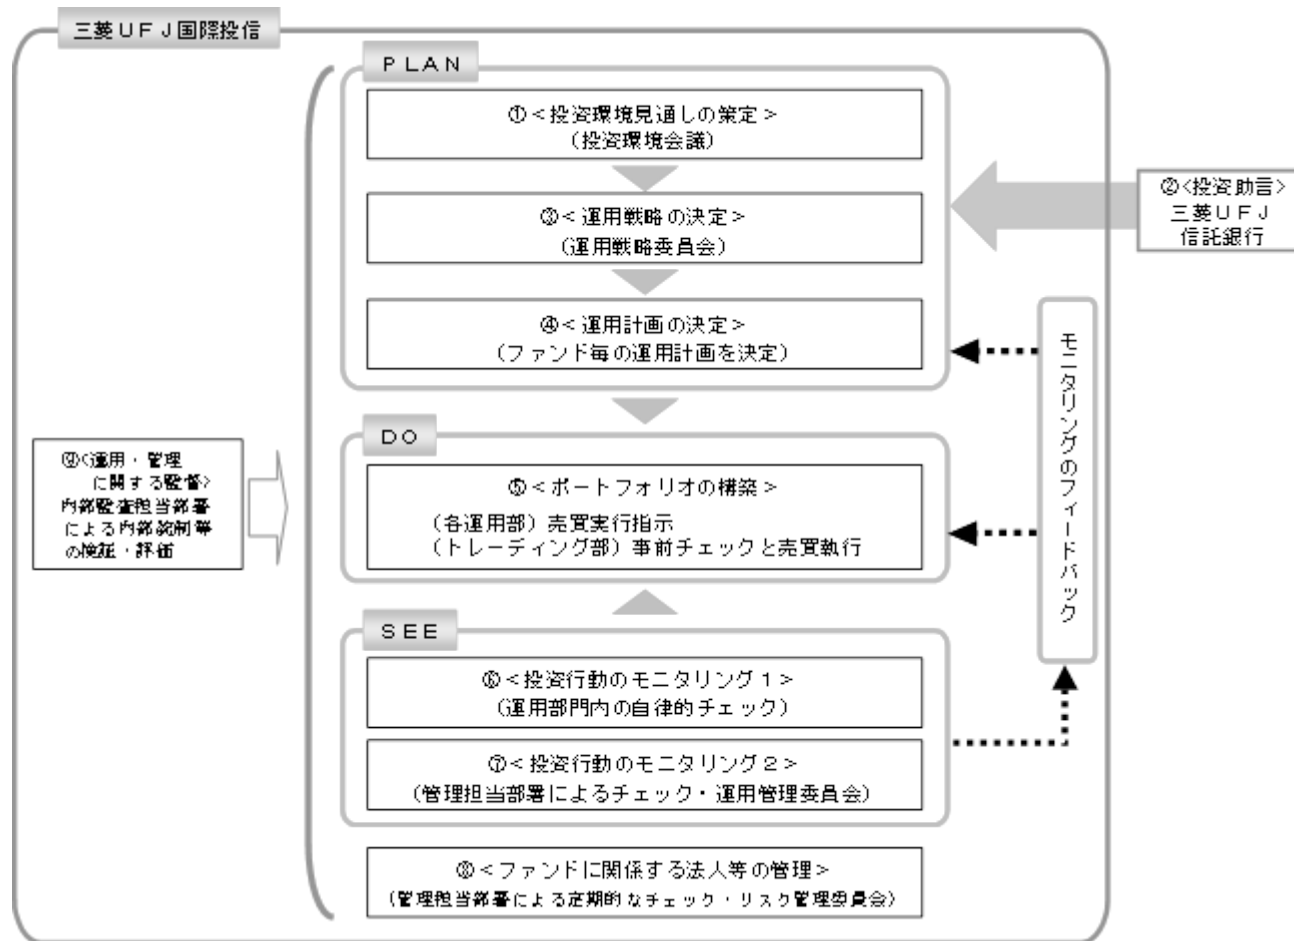 三菱UFJ国際投信
PLAN
①<投資環境見通しの策定>
(投資環境会議)
②<投資助言>
三菱UFJ
信託銀行
③<運用戦略の決定>
(運用戦略委員会)
④<運用計画の決定>
(ファンド毎の運用計画を決定)
モニタリングのフィードバック
DO
⑤<ポートフォリオの構築>
(各運用部)売買実行指示
(トレーディング部)事前チェックと売買執行
⑨<運用・管理
に関する監督>
内部監査担当部署
による内部統制等
の検証・評価
SEE
⑥<投資行動のモニタリング1>
(運用部門内の自律的チェック)
⑦<投資行動のモニタリング2>
(管理担当部署によるチェック・運用管理委員会)
⑧<ファンドに関係する法人等の管理>
(管理担当部署による定期的なチェック・リスク管理委員会)